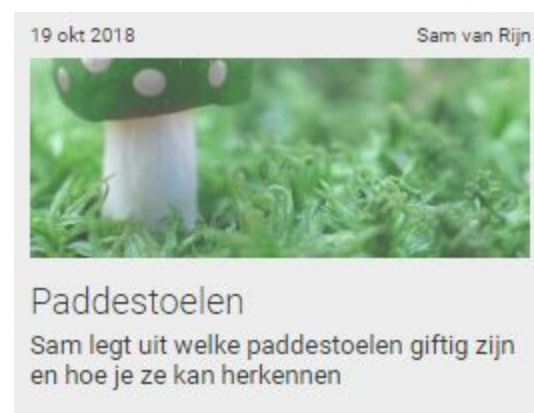 19 okt 2018 Sam van Rijn
Paddestoelen
Sam legt uit welke paddestoelen giftig zijn
en hoe je ze kan herkennen